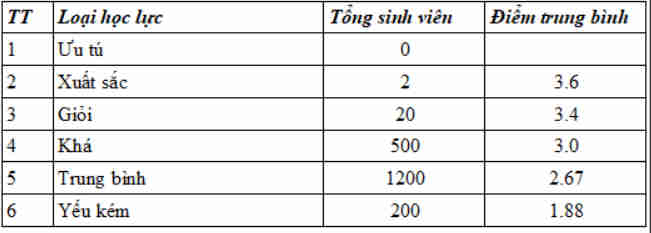 TT Loại học lực Tổng sinh viên Điểm trung bình
1 Ưu tú 0
2 Xuất sắc 2 3.6
3 Giỏi 20 3.4
4 Khá 500 3.0
5 Trung bình 1200 2.67
6 Yếu kém 200 1.88